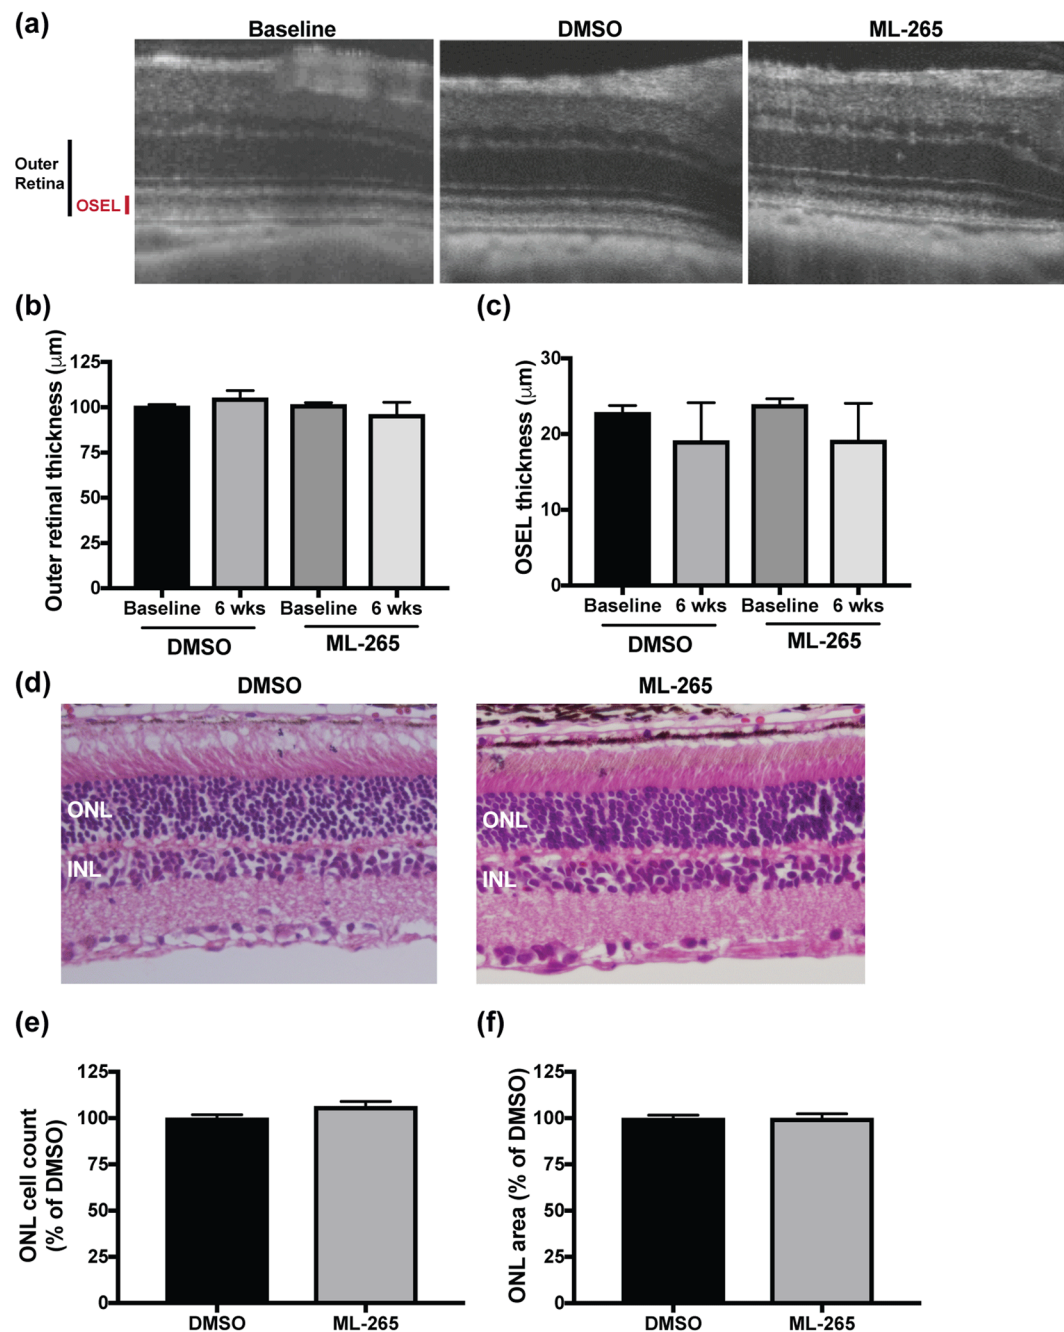 (a)
Baseline
DMSO
ML-265
Outer
Retina
OSEL
(b)
Outer retinal thickness (μm)
125
100
75
50
25
0
Baseline
6 wks
Baseline
6 wks
DMSO
ML-265
(c)
OSEL thickness (μm)
30
20
10
0
Baseline
6 wks
Baseline
6 wks
DMSO
ML-265
(d)
DMSO
ML-265
ONL
INL
ONL
INL
(e)
ONL cell count
(% of DMSO)
125
100
75
50
25
0
DMSO
ML-265
(f)
ONL area (% of DMSO)
125
100
75
50
25
0
DMSO
ML-265